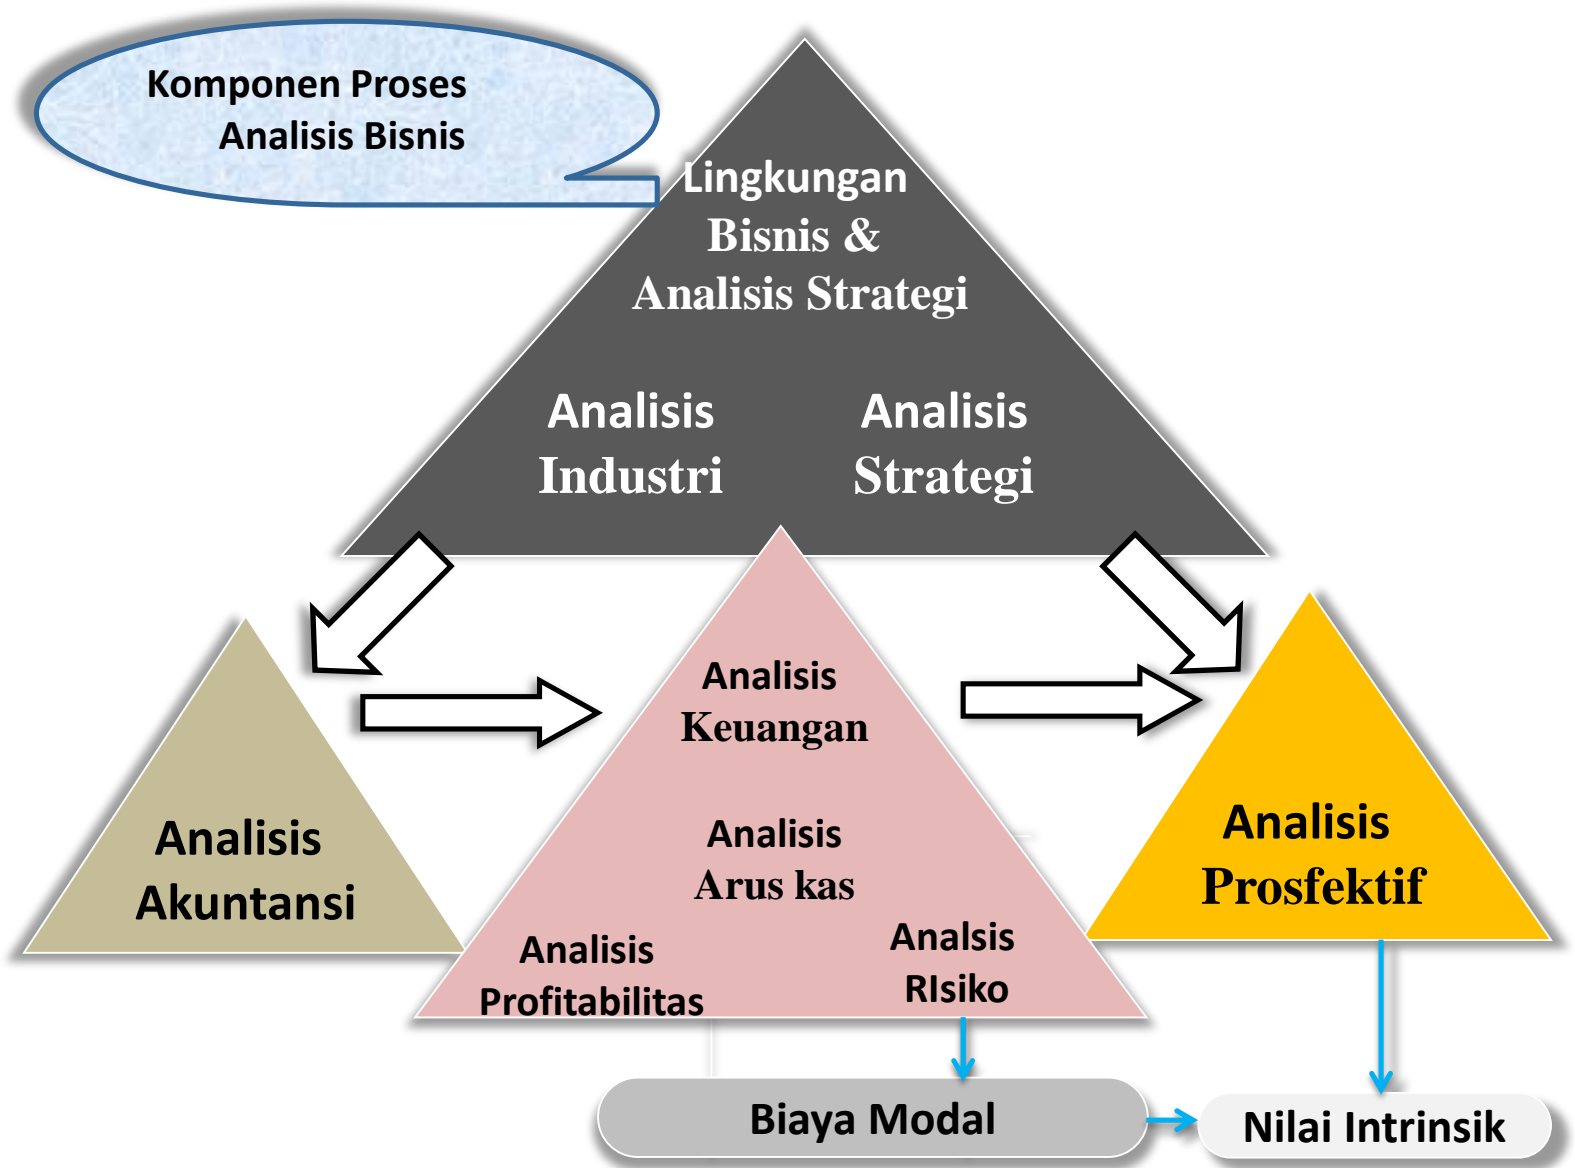 Komponen Proses
Analisis Bisnis
Lingkungan
Bisnis &
Analisis Strategi
Analisis
Industri
Analisis
Strategi
Analisis
Akuntansi
Analisis
Keuangan
Analisis
Arus kas
Analisis
Profitabilitas
Analsis
RIsiko
Analisis
Prosfektif
Biaya Modal
Nilai Intrinsik